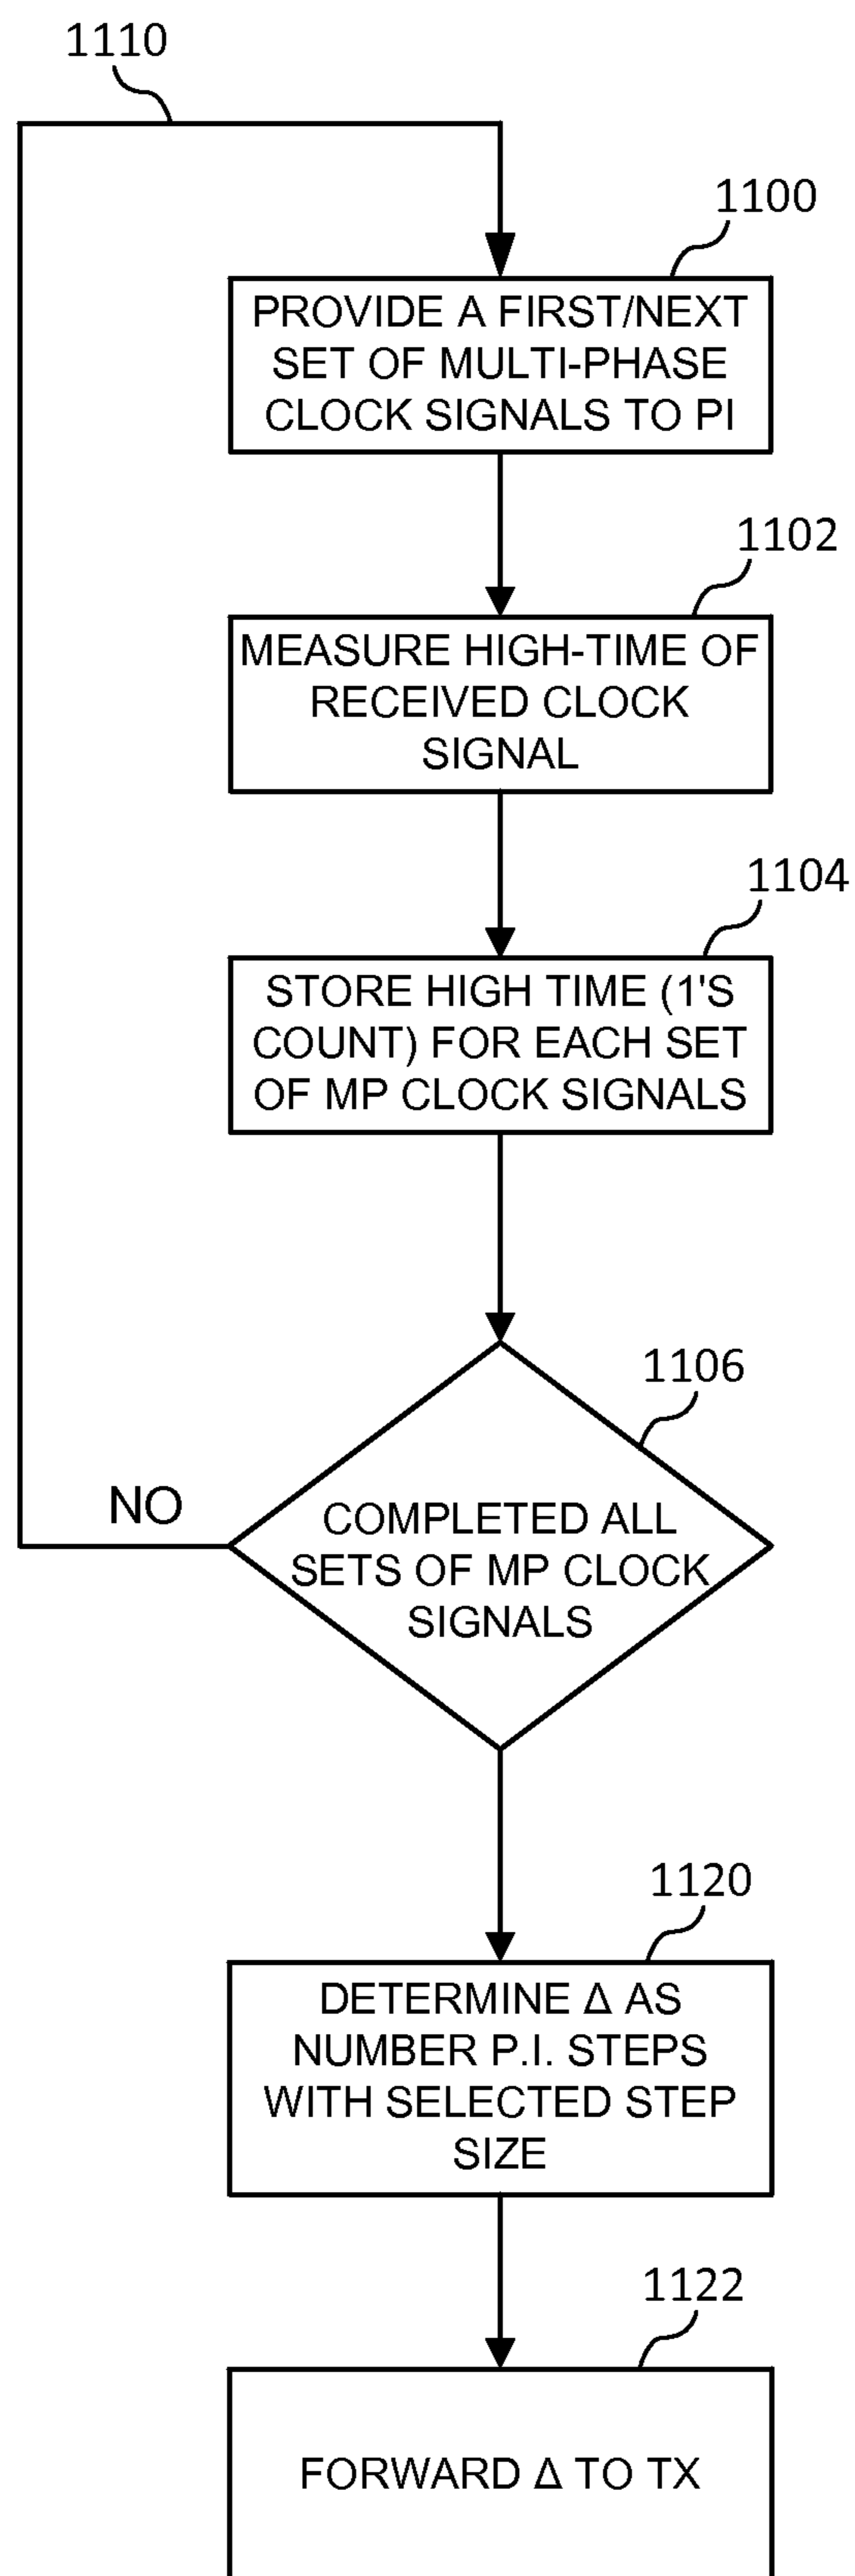 1110
1100
PROVIDE A FIRST/NEXT
SET OF MULTI-PHASE
CLOCK SIGNALS TO PI
1102
MEASURE HIGH-TIME OF
RECEIVED CLOCK
SIGNAL
1104
STORE HIGH TIME (1'S
COUNT) FOR EACH SET
OF MP CLOCK SIGNALS
1106
NO
COMPLETED ALL
SETS OF MP CLOCK
SIGNALS
1120
DETERMINE Δ AS
NUMBER P.I. STEPS
WITH SELECTED STEP
SIZE
1122
FORWARD Δ TO TX